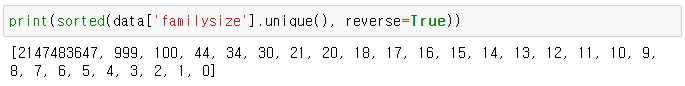 print(sorted(data['familysize'].unique(), reverse=True))
[2147483647, 999, 100, 44, 34, 30, 21, 20, 18, 17, 16, 15, 14, 13, 12, 11, 10, 9,
8, 7, 6, 5, 4, 3, 2, 1, 0]